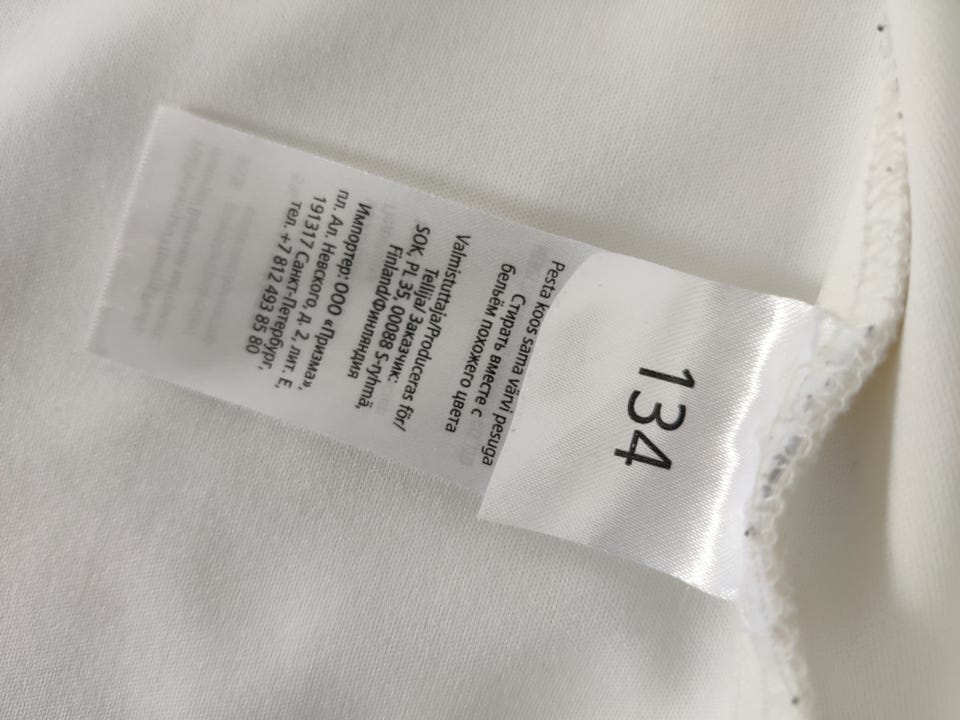 134
Pesta koos sama värvi pesuga
Стирать вместе с
бельём похожего цвета
Valmistuttaja/Produceras för/
Tellija/ Заказчик:
SOK, PL 35, 00088 S-ryhmä,
Finland/Финляндия
Импортер: ООО «Призма»,
пл. Ал. Невского, д. 2, лит. Е,
191317 Санкт-Петербург,
тел. +7 812 493 85 80